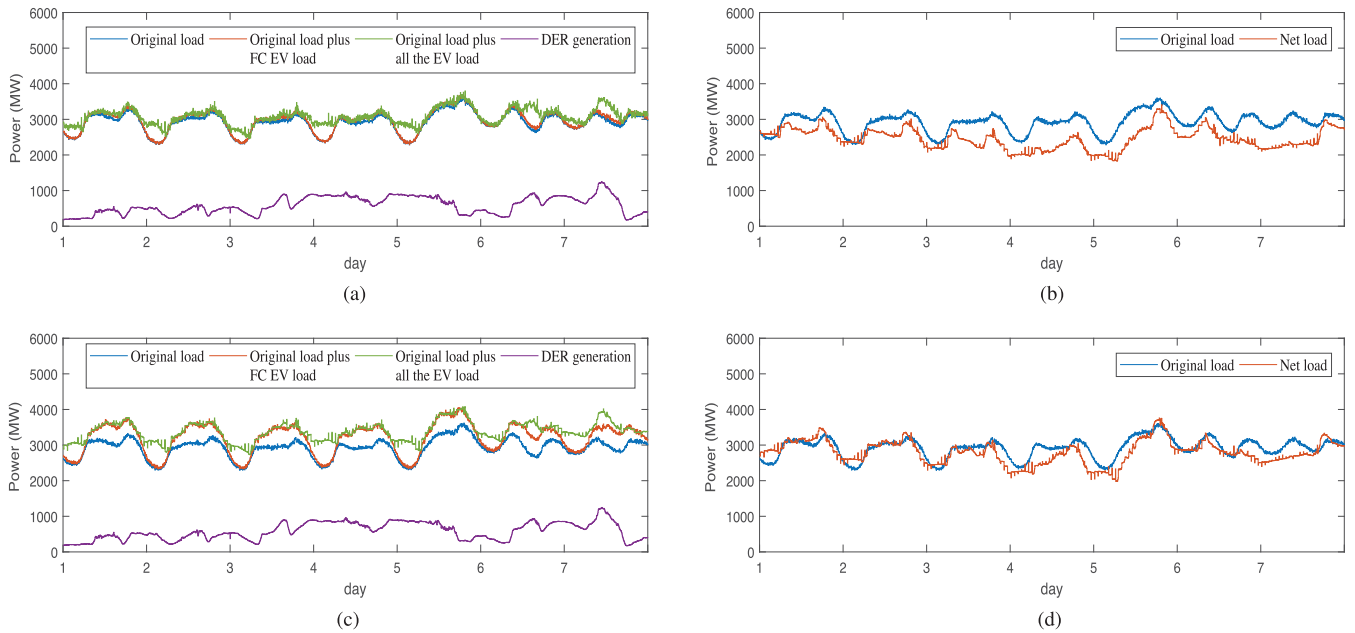 6000
5000
4000
3000
2000
1000
0
Power (MW)
Original load
Original load plus
FC EV load
Original load plus
all the EV load
DER generation
1 2 3 4 5 6 7
day
(a)
6000
5000
4000
3000
2000
1000
0
Power (MW)
Original load
Net load
1 2 3 4 5 6 7
day
(b)
6000
5000
4000
3000
2000
1000
0
Power (MW)
Original load
Original load plus
FC EV load
Original load plus
all the EV load
DER generation
1 2 3 4 5 6 7
day
(c)
6000
5000
4000
3000
2000
1000
0
Power (MW)
Original load
Net load
1 2 3 4 5 6 7
day
(d)